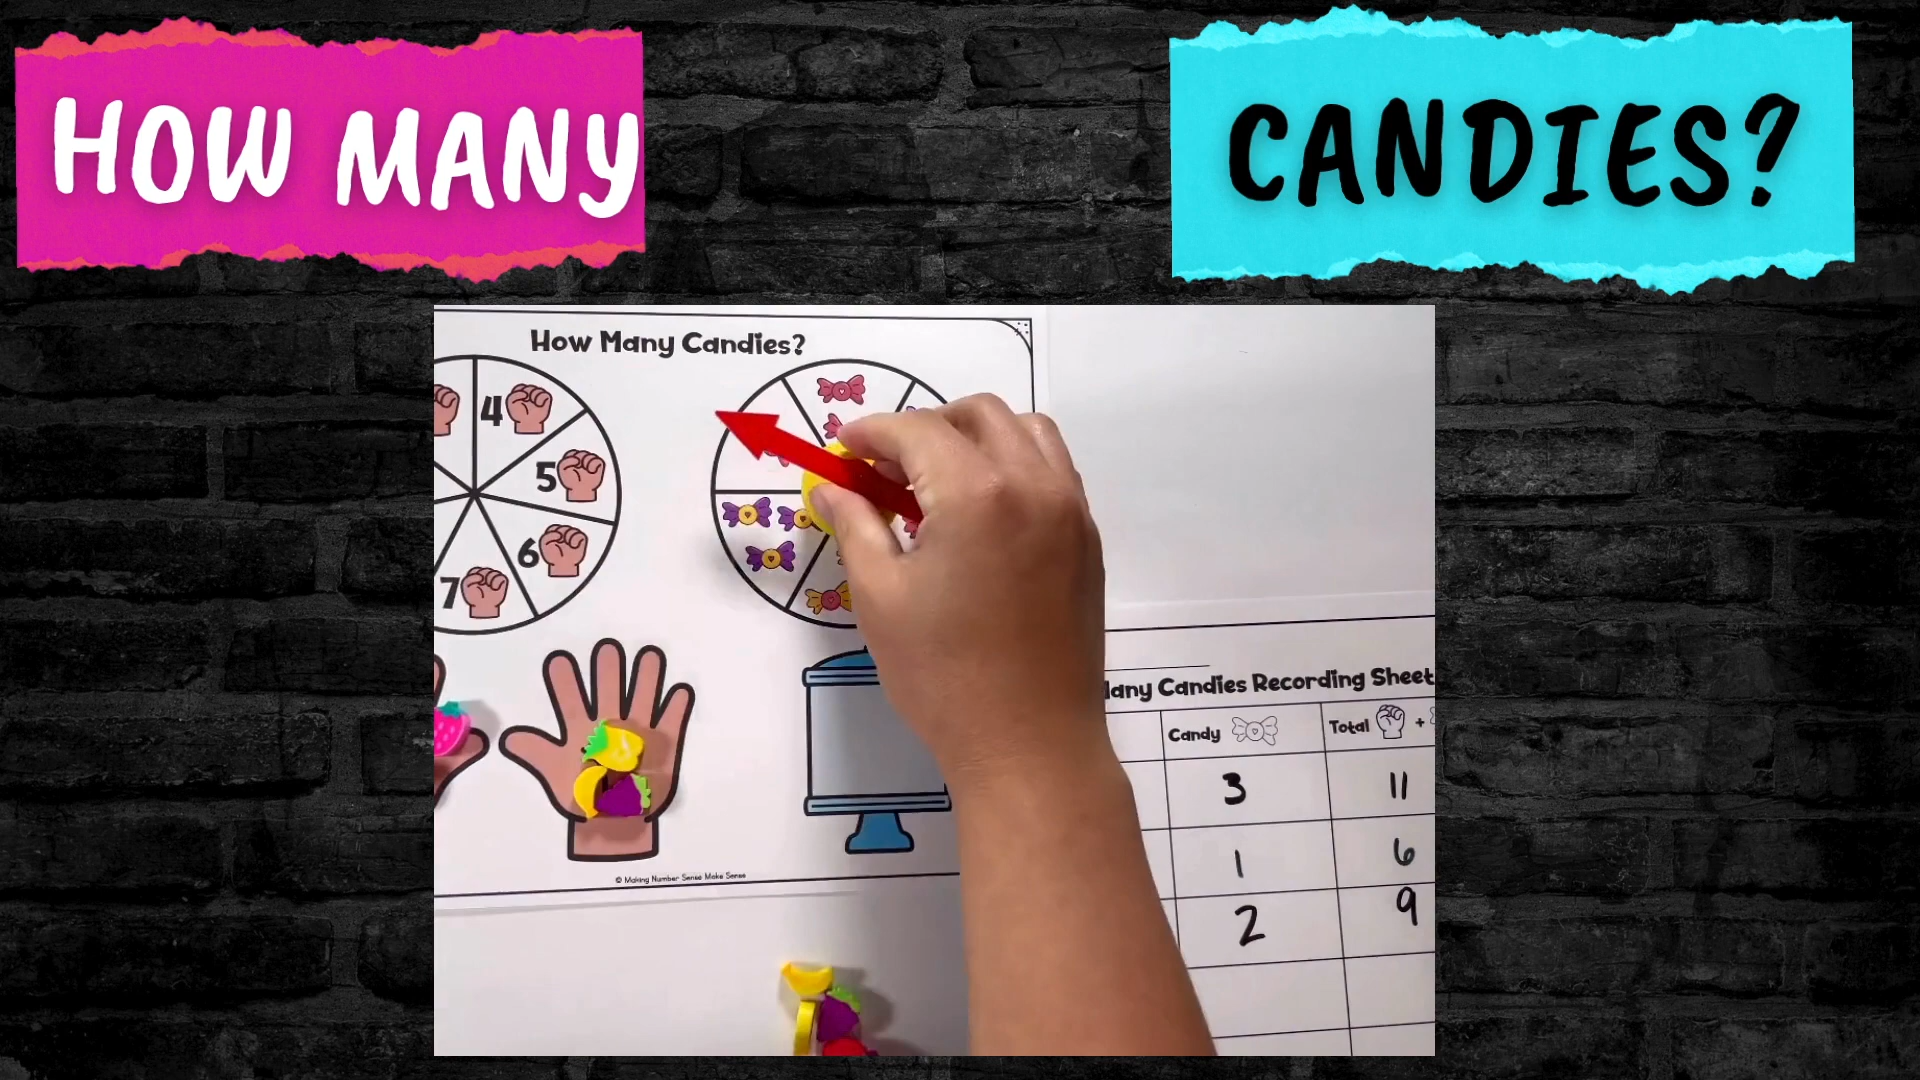 HOW MANY
CANDIES?
How Many Candies?
4
5
6
7
© Making Number Sense Make Sense
Many Candies Recording Sheet
Candy
Total +
3
11
1
6
2
9